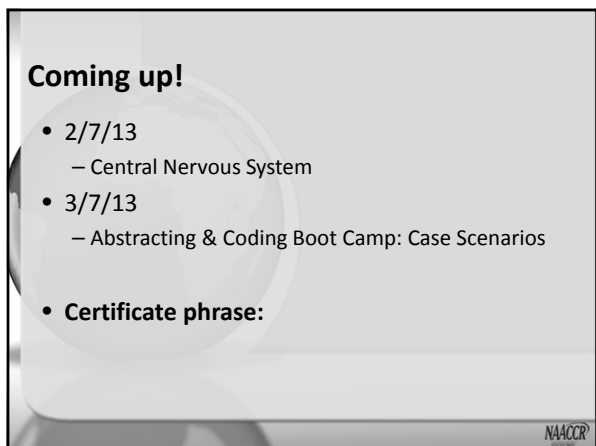 Coming up!
• 2/7/13
– Central Nervous System
• 3/7/13
– Abstracting & Coding Boot Camp: Case Scenarios
• Certificate phrase:
NAACCR